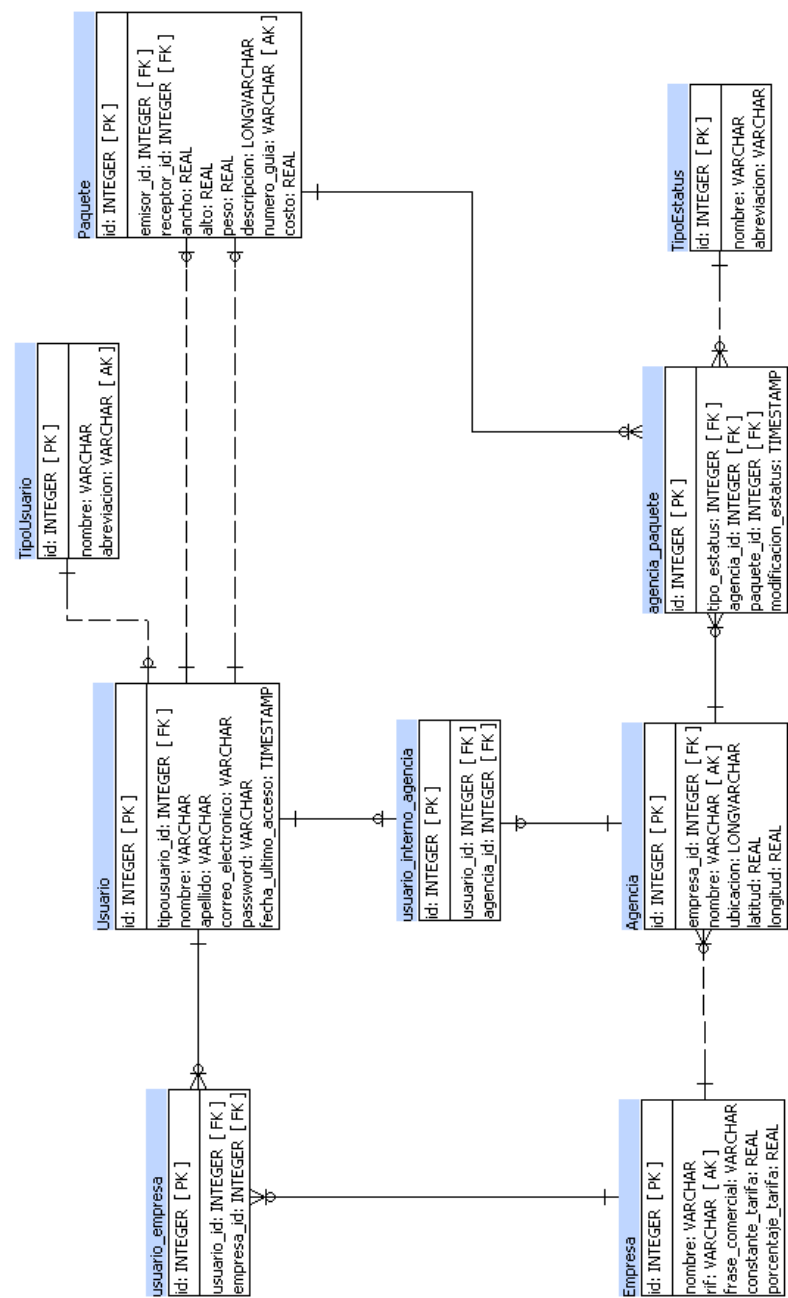 usuario_empresa
id: INTEGER [ PK ]
usuario_id: INTEGER [ FK ]
empresa_id: INTEGER [ FK ]
Usuario
id: INTEGER [ PK ]
tipousuario_id: INTEGER [ FK ]
nombre: VARCHAR
apellido: VARCHAR
correo_electronico: VARCHAR
password: VARCHAR
fecha_ultimo_acceso: TIMESTAMP
TipoUsuario
id: INTEGER [ PK ]
nombre: VARCHAR
abreviacion: VARCHAR [ AK ]
Paquete
id: INTEGER [ PK ]
emisor_id: INTEGER [ FK ]
receptor_id: INTEGER [ FK ]
ancho: REAL
alto: REAL
peso: REAL
descripcion: LONGVARCHAR
numero_guia: VARCHAR [ AK ]
costo: REAL
usuario_interno_agencia
id: INTEGER [ PK ]
usuario_id: INTEGER [ FK ]
agencia_id: INTEGER [ FK ]
Empresa
id: INTEGER [ PK ]
nombre: VARCHAR
rif: VARCHAR [ AK ]
frase_comercial: VARCHAR
constante_tarifa: REAL
porcentaje_tarifa: REAL
Agencia
id: INTEGER [ PK ]
empresa_id: INTEGER [ FK ]
nombre: VARCHAR [ AK ]
ubicacion: LONGVARCHAR
latitud: REAL
longitud: REAL
agencia_paquete
id: INTEGER [ PK ]
tipo_estatus: INTEGER [ FK ]
agencia_id: INTEGER [ FK ]
paquete_id: INTEGER [ FK ]
modificacion_estatus: TIMESTAMP
TipoEstatus
id: INTEGER [ PK ]
nombre: VARCHAR
abreviacion: VARCHAR